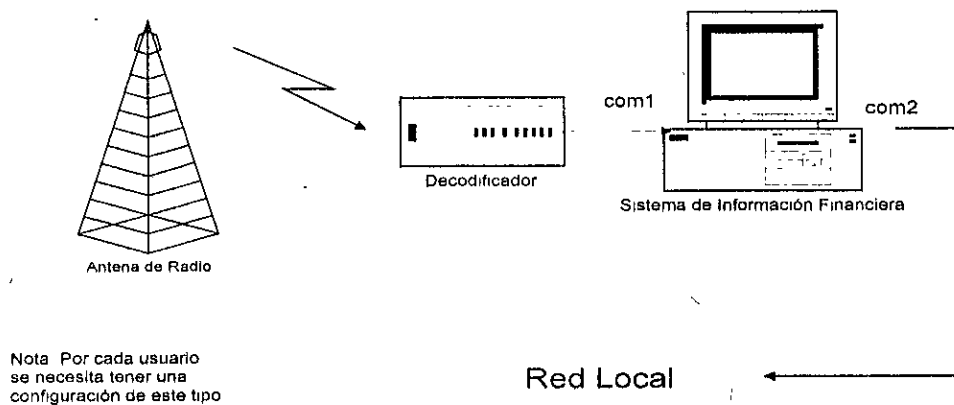 com1
com2
Decodificador
Sistema de Información Financiera
Antena de Radio
Nota Por cada usuario
se necesita tener una
configuración de este tipo
Red Local